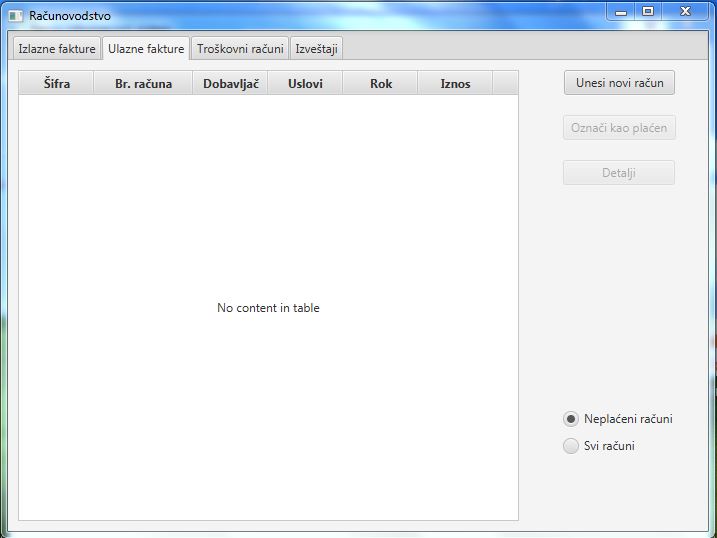 Računovodstvo
Izlazne fakture Ulazne fakture Troškovni računi Izveštaji
Šifra Br. računa Dobavljač Uslovi Rok Iznos
Unesi novi račun
Označi kao plaćen
Detalji
No content in table
Neplaćeni računi
Svi računi